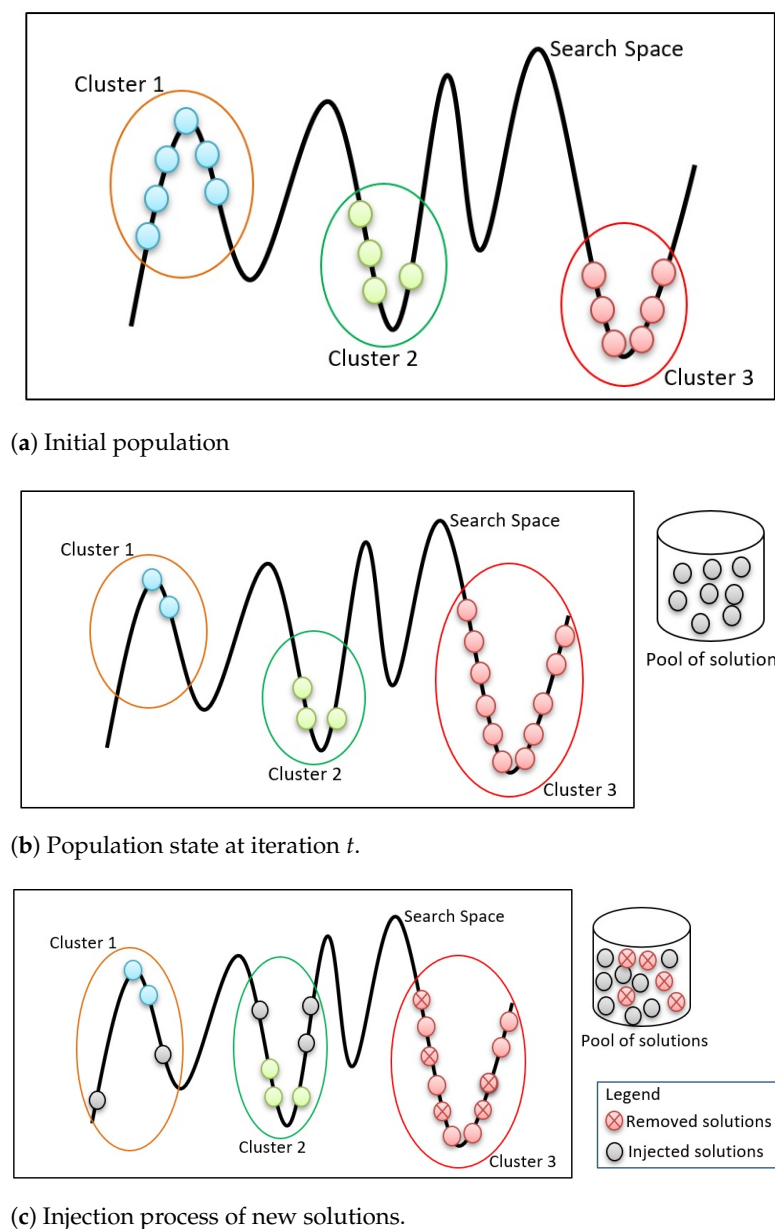 Search Space
Cluster 1
Cluster 2
Cluster 3
(a) Initial population
Search Space
Cluster 1
Cluster 2
Cluster 3
Pool of solution
(b) Population state at iteration t.
Search Space
Cluster 1
Cluster 2
Cluster 3
Pool of solutions
Legend
Removed solutions
Injected solutions
(c) Injection process of new solutions.